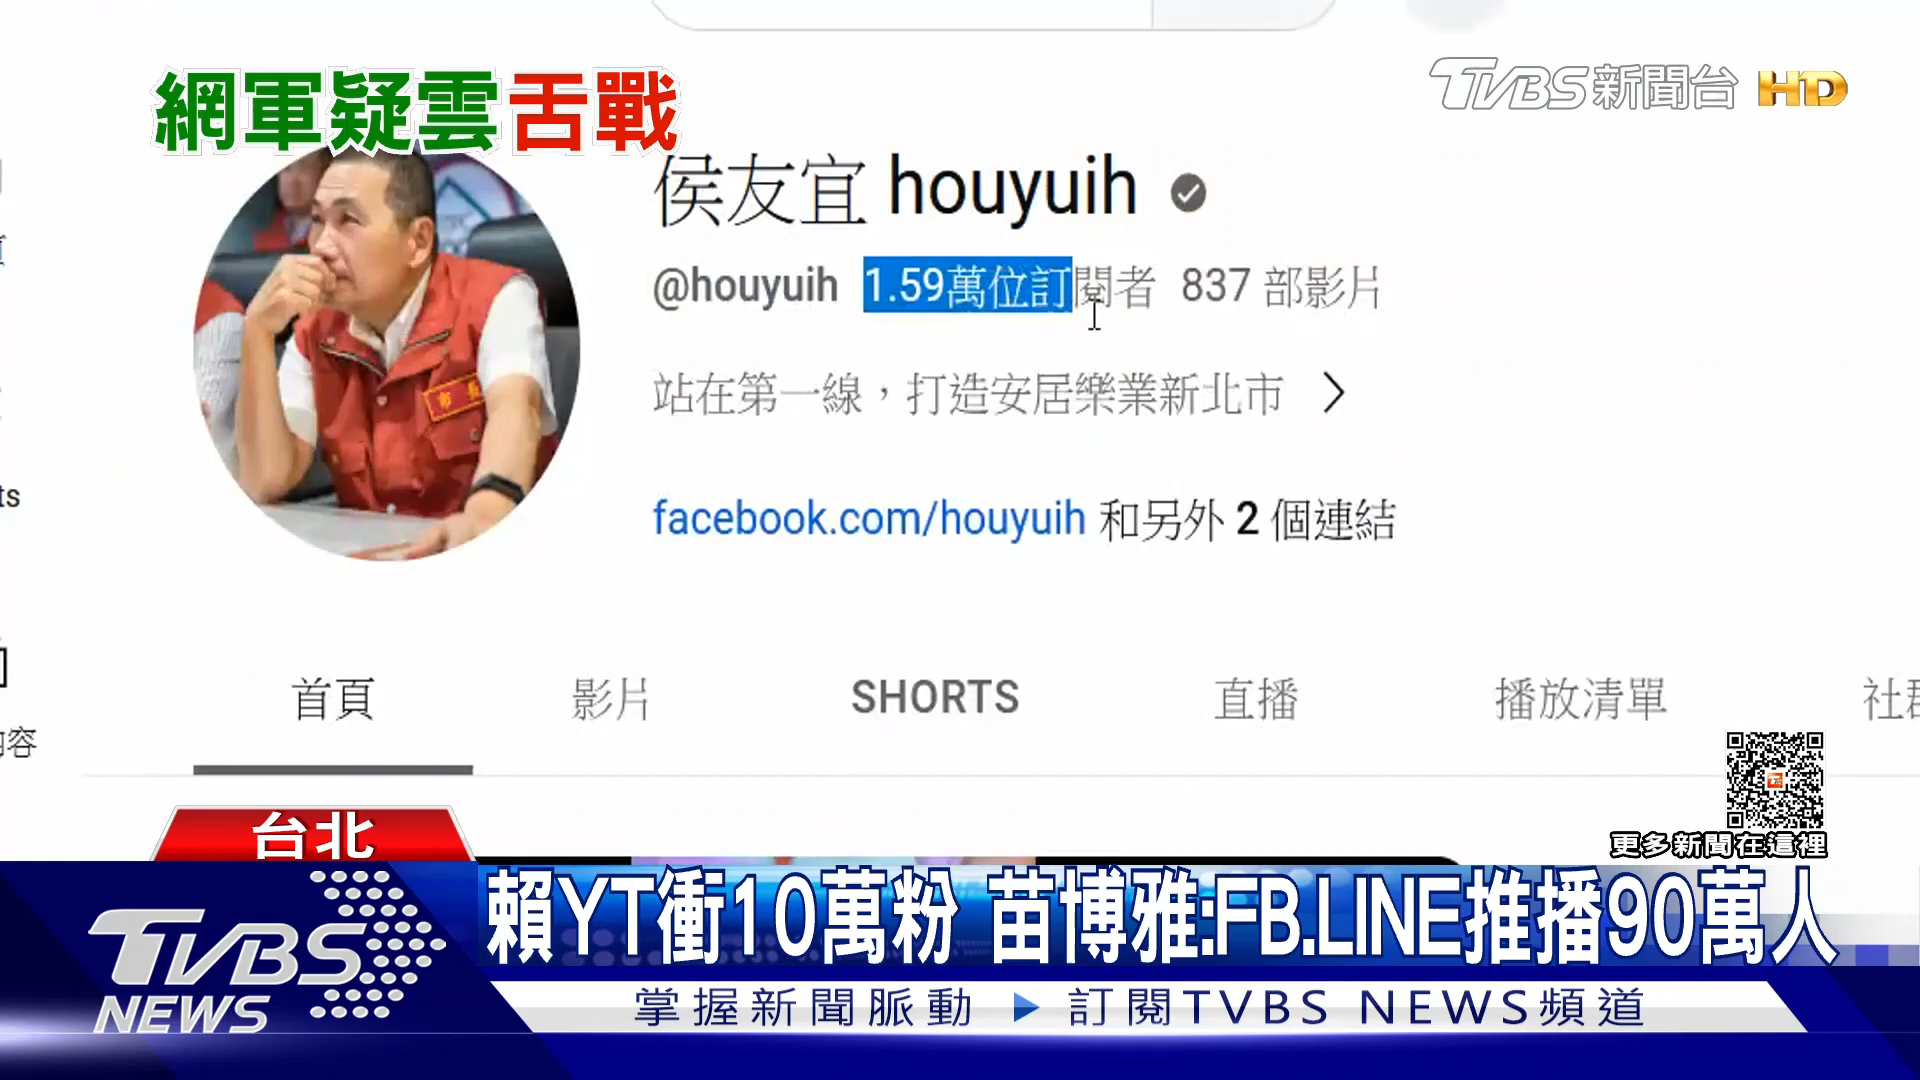 網軍疑雲舌戰
TVBS新聞台 HD
侯友宜 houyuih
@houyuih 1.59萬位訂閱者 837 部影片
站在第一線，打造安居樂業新北市
facebook.com/houyuih 和另外 2 個連結
ts
首頁 影片 SHORTS 直播 播放清單 社群
內容
更多新聞在這裡
台北
賴YT衝10萬粉 苗博雅:FB.LINE推播90萬人
TVBS NEWS
掌握新聞脈動 ▶ 訂閱TVBS NEWS頻道